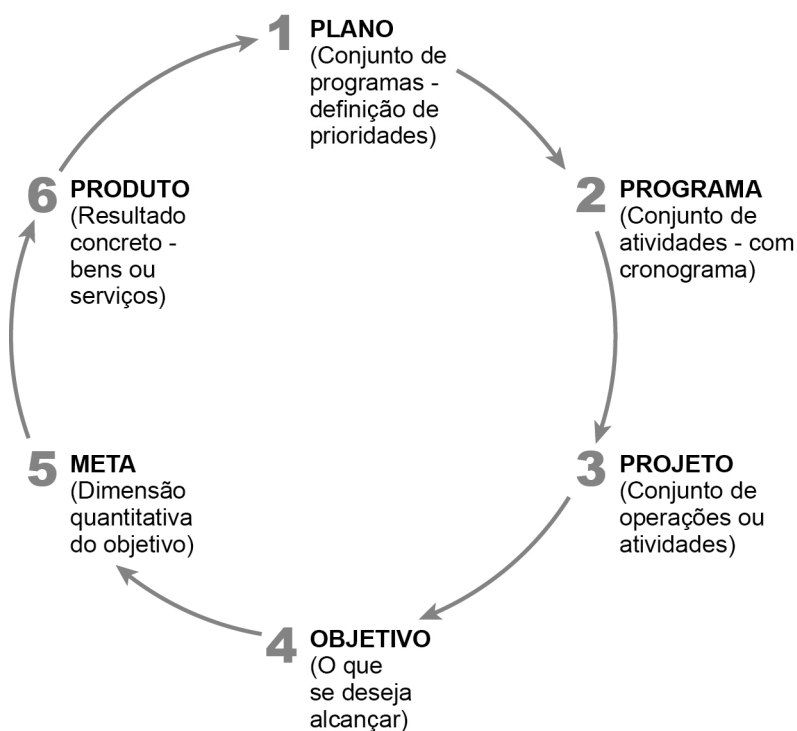 1 PLANO
(Conjunto de
programas -
definição de
prioridades)
2 PROGRAMA
(Conjunto de
atividades - com
cronograma)
3 PROJETO
(Conjunto de
operações ou
atividades)
4 OBJETIVO
(O que
se deseja
alcançar)
5 META
(Dimensão
quantitativa
do objetivo)
6 PRODUTO
(Resultado
concreto -
bens ou
serviços)